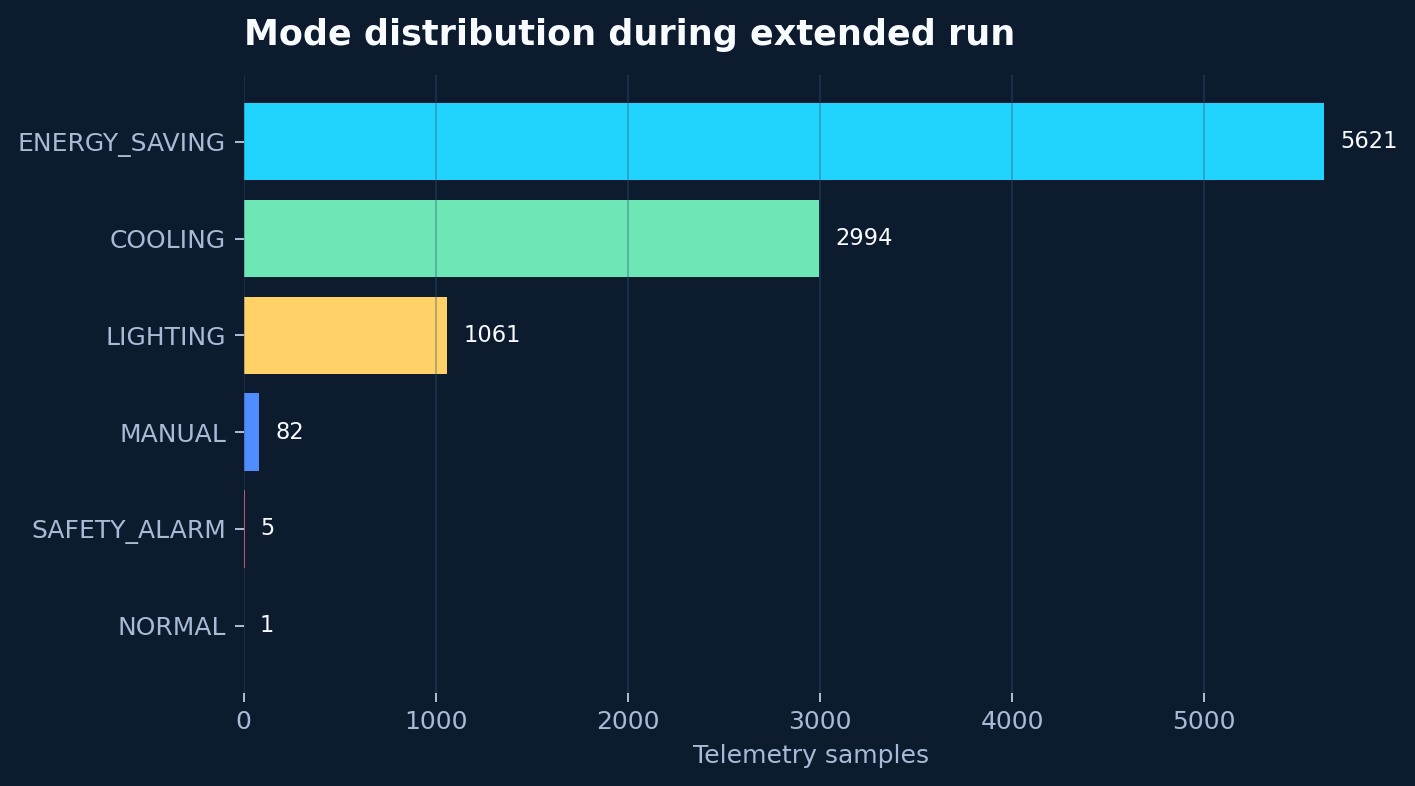 Mode distribution during extended run
ENERGY_SAVING 5621
COOLING 2994
LIGHTING 1061
MANUAL 82
SAFETY_ALARM 5
NORMAL 1
0 1000 2000 3000 4000 5000
Telemetry samples